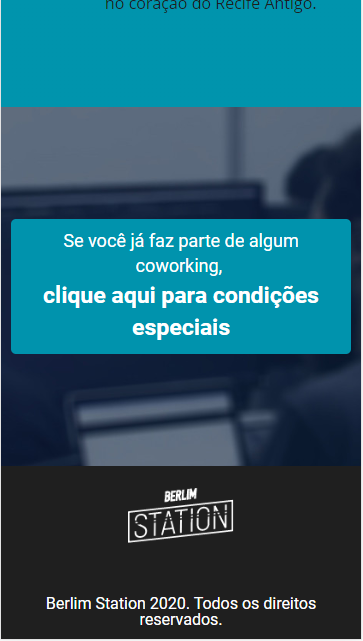 no coração do Recife Antigo.
Se você já faz parte de algum
coworking,
clique aqui para condições
especiais
BERLIM
STATION
Berlim Station 2020. Todos os direitos
reservados.